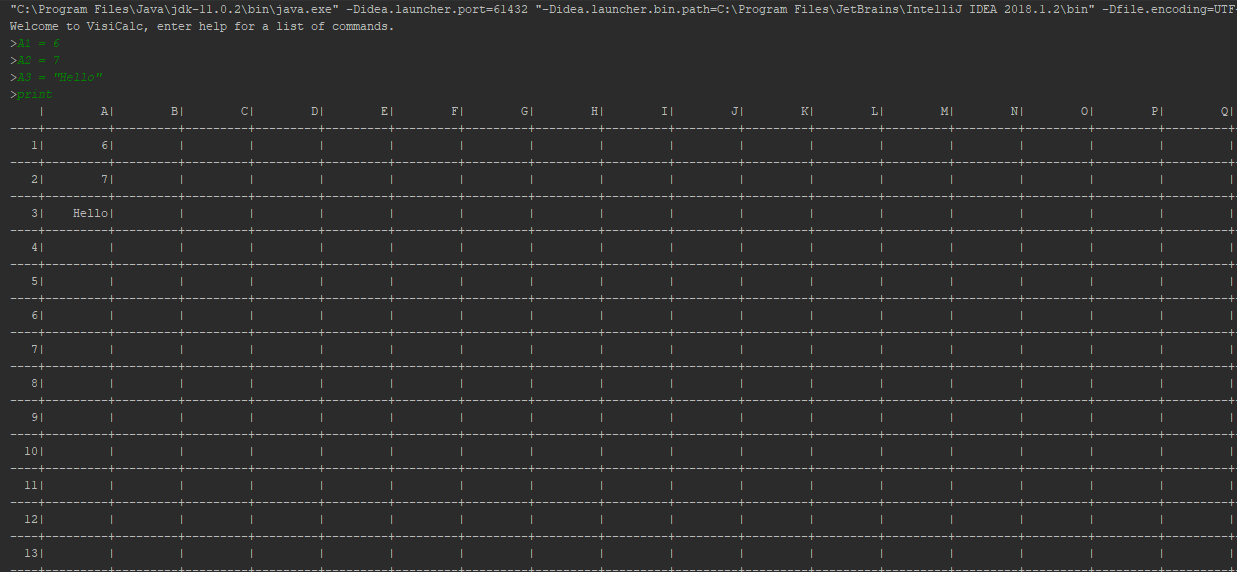 "C:\Program Files\Java\jdk-11.0.2\bin\java.exe" -Didea.launcher.port=61432 "-Didea.launcher.bin.path=C:\Program Files\JetBrains\IntelliJ IDEA 2018.1.2\bin" -Dfile.encoding=UTF-
Welcome to VisiCalc, enter help for a list of commands.
>A1 = 6
>A2 = 7
>A3 = "Hello"
>print
| A| B| C| D| E| F| G| H| I| J| K| L| M| N| O| P| Q|
1| 6| | | | | | | | | | | | | | | | |
2| 7| | | | | | | | | | | | | | | | |
3| Hello| | | | | | | | | | | | | | | | |
4| | | | | | | | | | | | | | | | | |
5| | | | | | | | | | | | | | | | | |
6| | | | | | | | | | | | | | | | | |
7| | | | | | | | | | | | | | | | | |
8| | | | | | | | | | | | | | | | | |
9| | | | | | | | | | | | | | | | | |
10| | | | | | | | | | | | | | | | | |
11| | | | | | | | | | | | | | | | | |
12| | | | | | | | | | | | | | | | | |
13| | | | | | | | | | | | | | | | | |